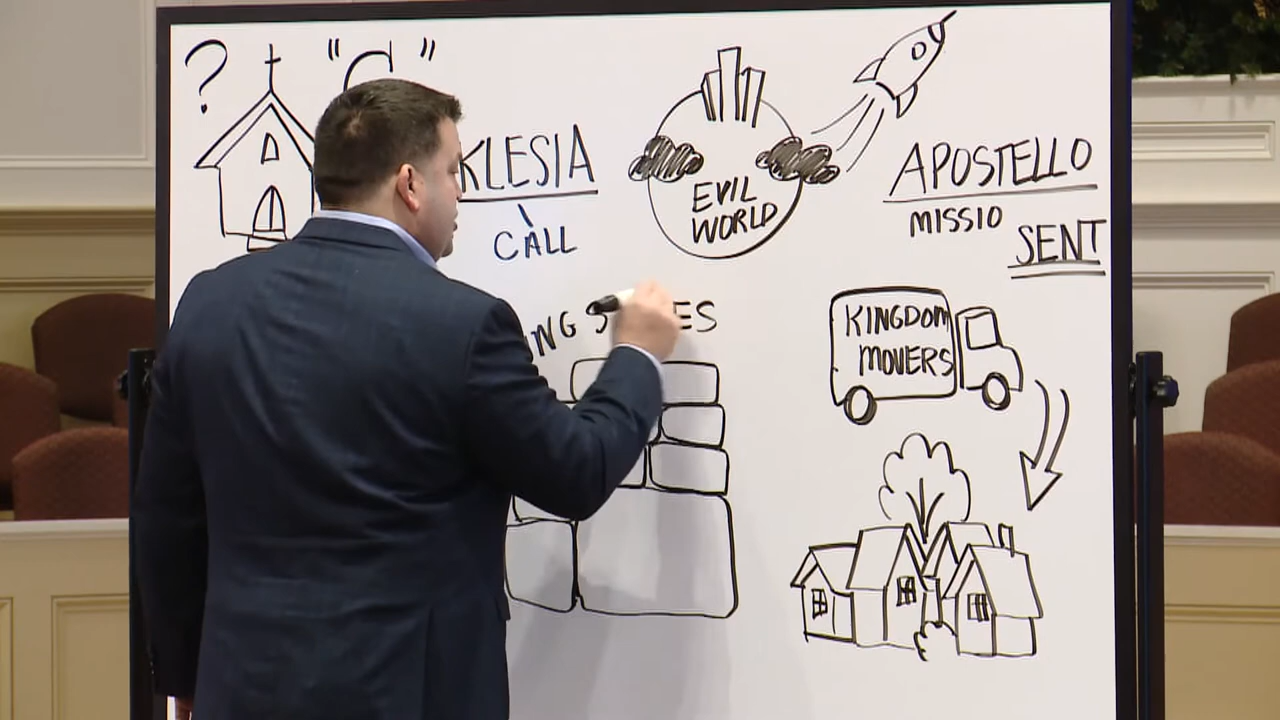 ? "C"
KLESIA
CALL
EVIL
WORLD
APOSTELLO
MISSIO
SENT
KINGDOM
MOVERS